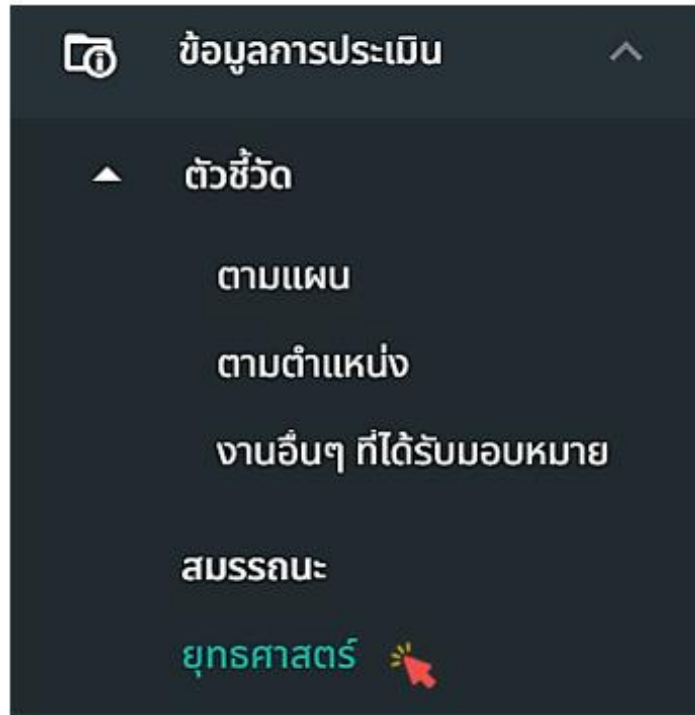 ข้อมูลการประเมิน
ตัวชี้วัด
ตามแผน
ตามตำแหน่ง
งานอื่นๆ ที่ได้รับมอบหมาย
สมรรถนะ
ยุทธศาสตร์